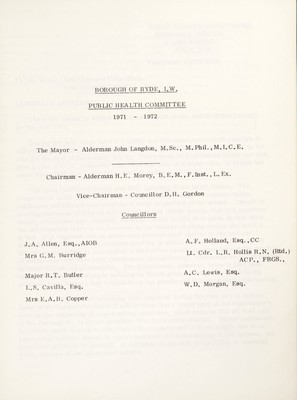 BOROUGH OF RYDE, I.W.
PUBLIC HEALTH COMMITTEE
1971 - 1972
The Mayor - Alderman John Langdon, M.Sc., M.Phil., M.I.C.E.
Chairman - Alderman H.E. Morey, B.E.M., F.Inst., L.Ex.
Vice-Chairman - Councillor D.H. Gordon
Councillors
J.A. Allen, Esq., AIOB
Mrs G.M. Burridge
Major R.T. Butler
L.S. Cavilla, Esq.
Mrs E.A.B. Copper
A.F. Holland, Esq., CC
Lt. Cdr. L.R. Hollis R.N. (Rtd.)
ACP., FRGS.,
A.C. Lewis, Esq.
W.D. Morgan, Esq.